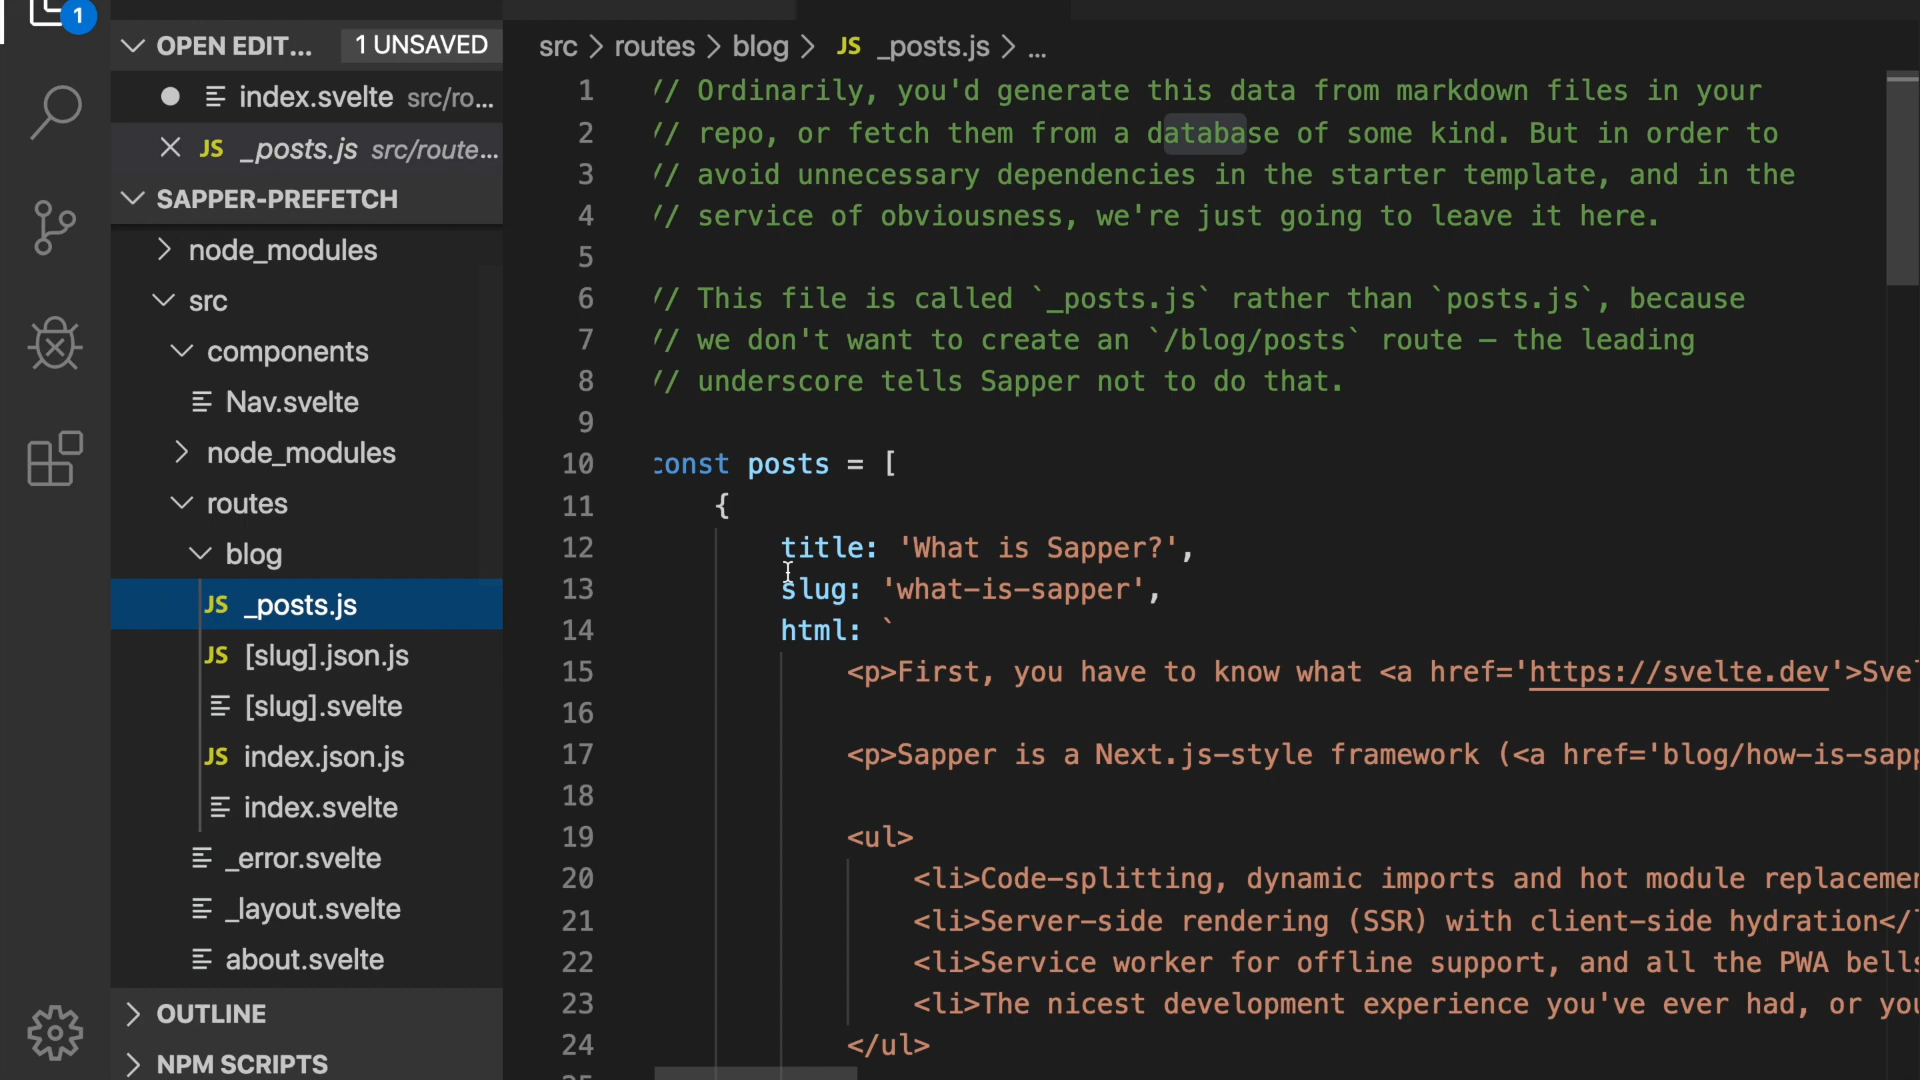 1
OPEN EDIT... 1 UNSAVED
index.svelte src/ro...
JS _posts.js src/route...
SAPPER-PREFETCH
node_modules
src
components
Nav.svelte
node_modules
routes
blog
JS _posts.js
JS [slug].json.js
[slug].svelte
JS index.json.js
index.svelte
_error.svelte
_layout.svelte
about.svelte
OUTLINE
NPM SCRIPTS
src > routes > blog > JS _posts.js > ...
1 // Ordinarily, you'd generate this data from markdown files in your
2 // repo, or fetch them from a database of some kind. But in order to
3 // avoid unnecessary dependencies in the starter template, and in the
4 // service of obviousness, we're just going to leave it here.
5
6 // This file is called `_posts.js` rather than `posts.js`, because
7 // we don't want to create an `/blog/posts` route — the leading
8 // underscore tells Sapper not to do that.
9
10 const posts = [
11 {
12 title: 'What is Sapper?',
13 slug: 'what-is-sapper',
14 html: `
15 <p>First, you have to know what <a href='https://svelte.dev'>Sve
16
17 <p>Sapper is a Next.js-style framework (<a href='blog/how-is-sapp
18
19 <ul>
20 <li>Code-splitting, dynamic imports and hot module replacemen
21 <li>Server-side rendering (SSR) with client-side hydration</
22 <li>Service worker for offline support, and all the PWA bells
23 <li>The nicest development experience you've ever had, or you
24 </ul>